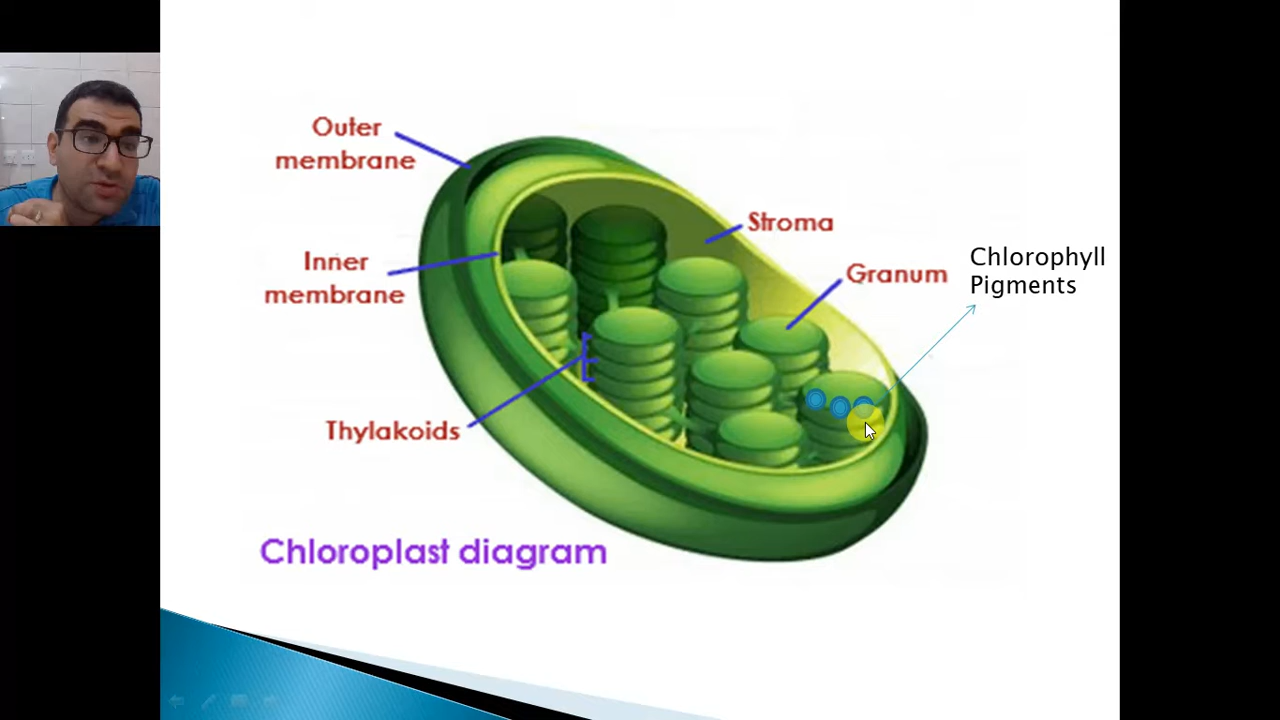 Outer
membrane
Stroma
Chlorophyll
Pigments
Inner
membrane
Granum
Thylakoids
Chloroplast diagram